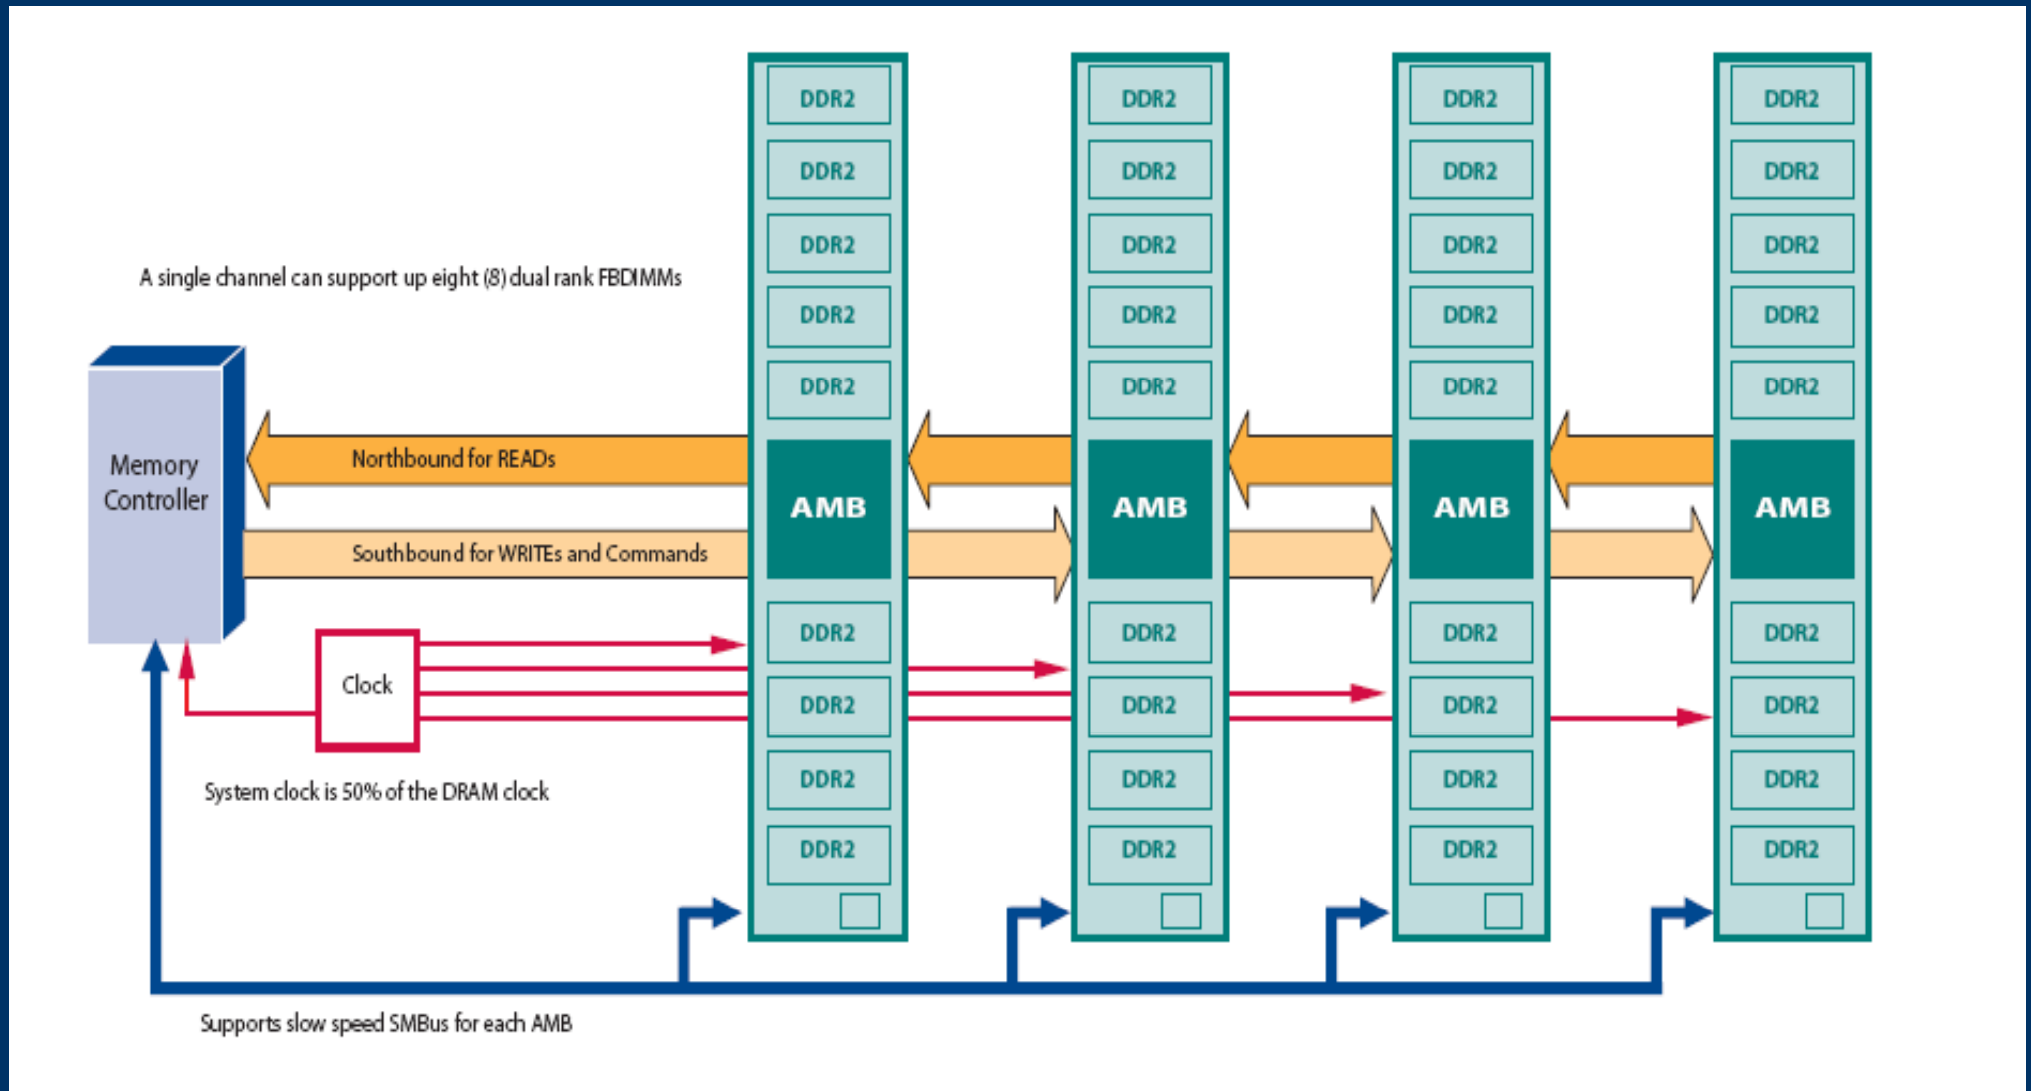 DDR2 DDR2 DDR2 DDR2
DDR2 DDR2 DDR2 DDR2
DDR2 DDR2 DDR2 DDR2
A single channel can support up eight (8) dual rank FBDIMMs
DDR2 DDR2 DDR2 DDR2
DDR2 DDR2 DDR2 DDR2
Memory
Controller
Northbound for READs
AMB AMB AMB AMB
Southbound for WRITEs and Commands
DDR2 DDR2 DDR2 DDR2
Clock
DDR2 DDR2 DDR2 DDR2
System clock is 50% of the DRAM clock
DDR2 DDR2 DDR2 DDR2
DDR2 DDR2 DDR2 DDR2
Supports slow speed SMBus for each AMB